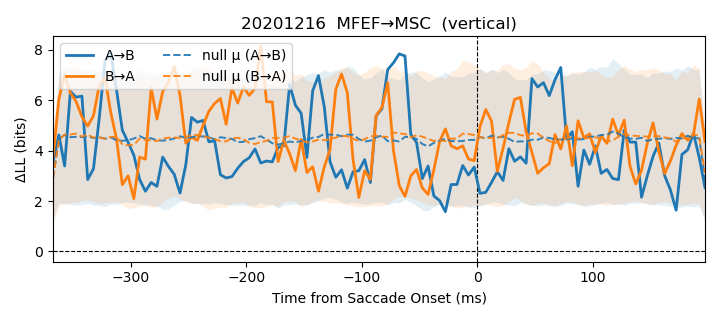 20201216  MFEF→MSC  (vertical)
A→B
B→A
null μ (A→B)
null μ (B→A)
ΔLL (bits)
8
6
4
2
0
−300
−200
−100
0
100
Time from Saccade Onset (ms)